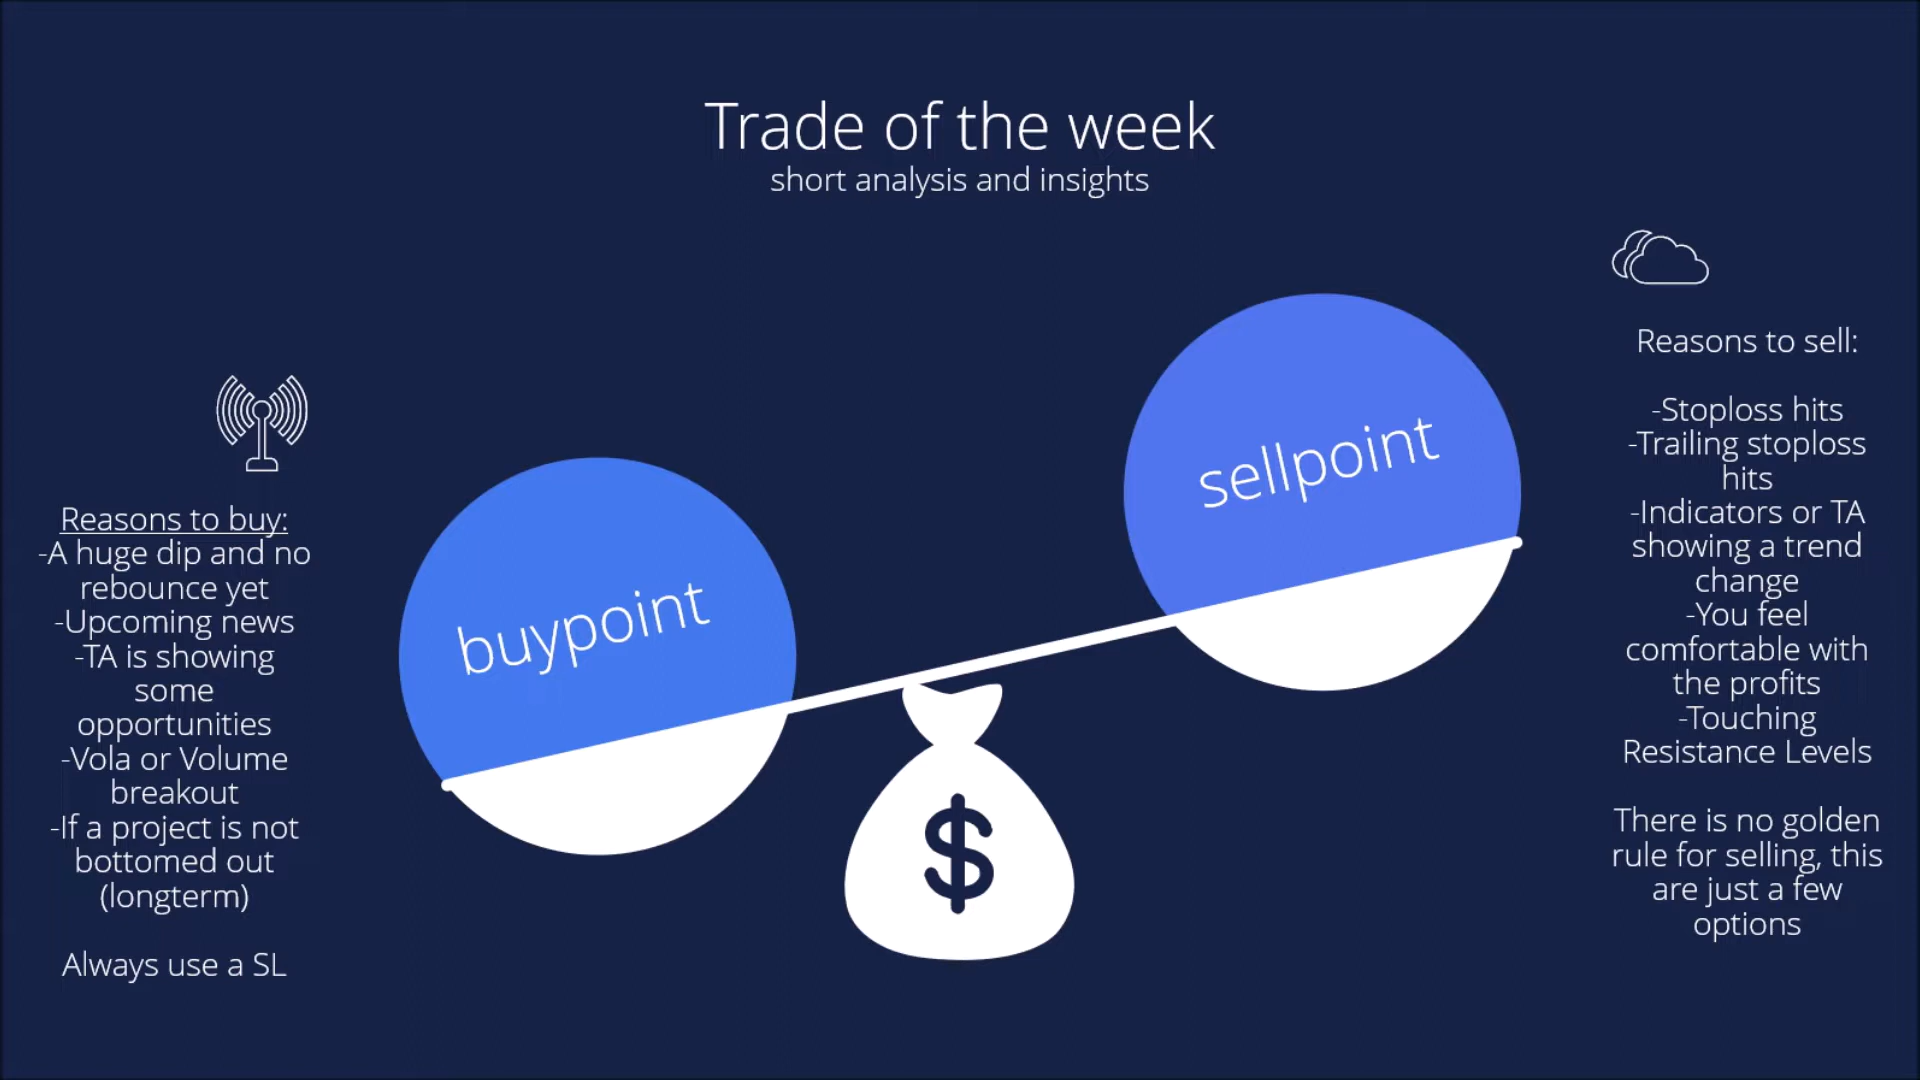 Trade of the week
short analysis and insights
Reasons to buy:
-A huge dip and no
rebounce yet
-Upcoming news
-TA is showing
some
opportunities
-Vola or Volume
breakout
-If a project is not
bottomed out
(longterm)
Always use a SL
buypoint
sellpoint
$
Reasons to sell:
-Stoploss hits
-Trailing stoploss
hits
-Indicators or TA
showing a trend
change
-You feel
comfortable with
the profits
-Touching
Resistance Levels
There is no golden
rule for selling, this
are just a few
options